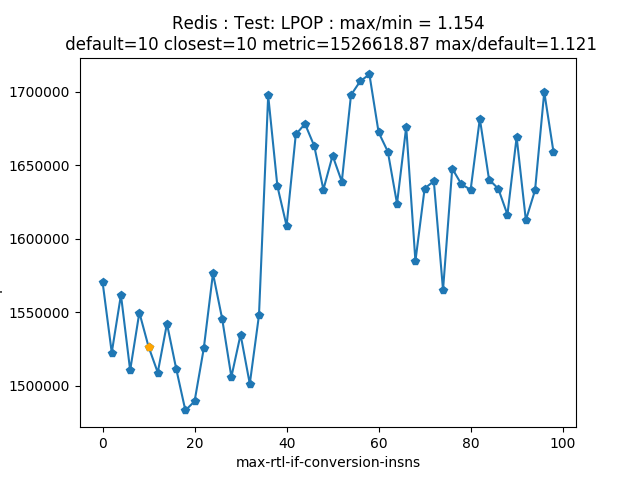 Redis : Test: LPOP : max/min = 1.154
default=10 closest=10 metric=1526618.87 max/default=1.121
1700000
1650000
1600000
1550000
1500000
0 20 40 60 80 100
max-rtl-if-conversion-insns